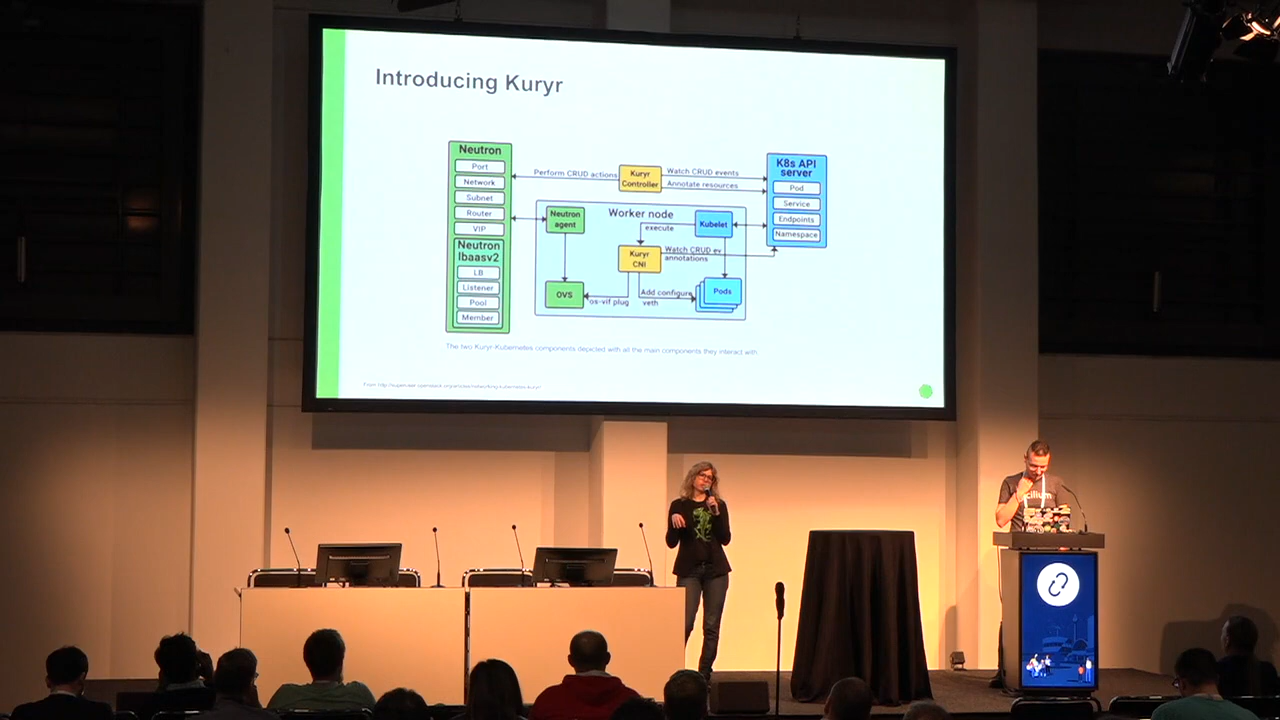 Introducing Kuryr
Neutron
Port
Network
Subnet
Router
VIP
Neutron
lbaasv2
LB
Listener
Pool
Member
Perform CRUD actions
Kuryr
Controller
Watch CRUD events
Annotate resources
K8s API
server
Pod
Service
Endpoints
Namespace
Worker node
Neutron
agent
execute
Kubelet
Kuryr
CNI
Watch CRUD ev
annotations
OVS
os-vif plug
Add configure
veth
Pods
The two Kuryr-Kubernetes components depicted with all the main components they interact with
cilium